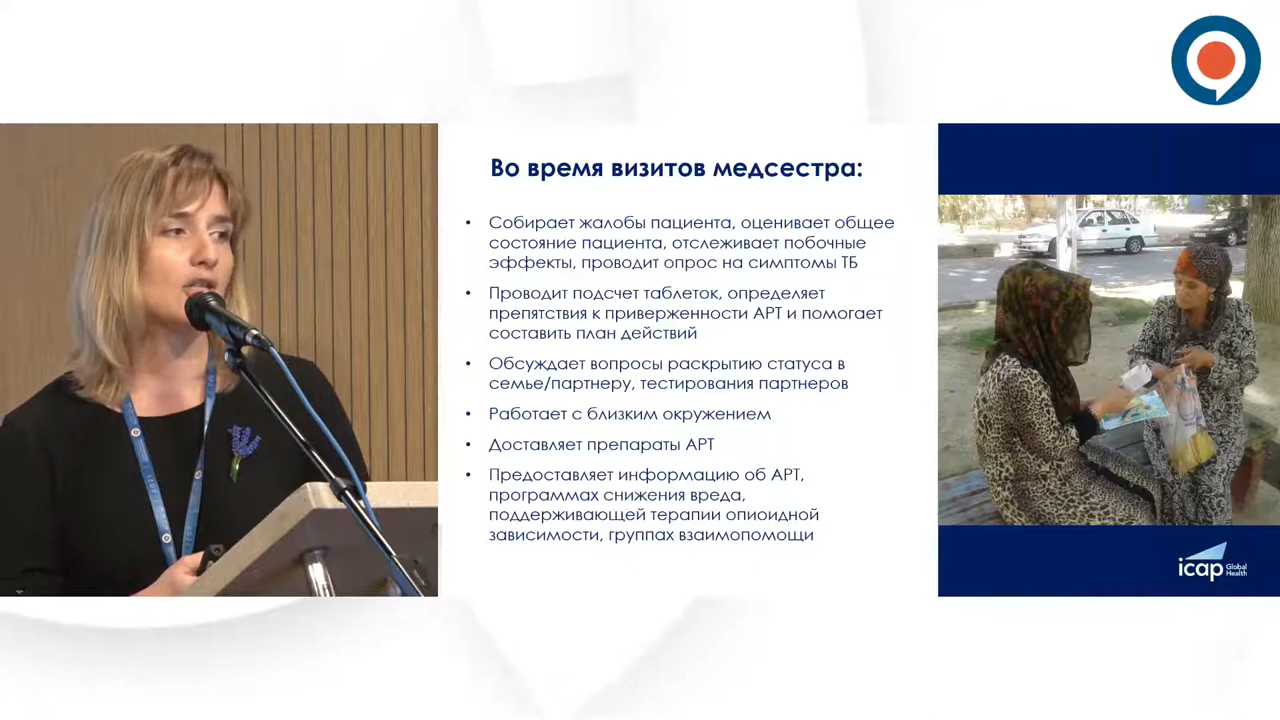 Во время визитов медсестра:
• Собирает жалобы пациента, оценивает общее
состояние пациента, отслеживает побочные
эффекты, проводит опрос на симптомы ТБ
• Проводит подсчет таблеток, определяет
препятствия к приверженности АРТ и помогает
составить план действий
• Обсуждает вопросы раскрытию статуса в
семье/партнеру, тестирования партнеров
• Работает с близким окружением
• Доставляет препараты АРТ
• Предоставляет информацию об АРТ,
программах снижения вреда,
поддерживающей терапии опиоидной
зависимости, группах взаимопомощи
icap Global
Health